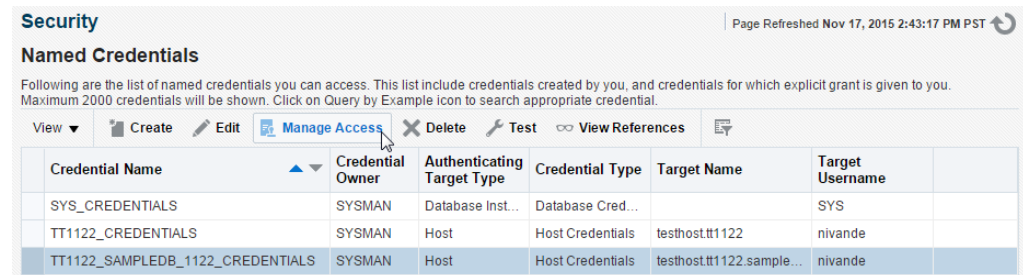 Security
Page Refreshed Nov 17, 2015 2:43:17 PM PST
Named Credentials
Following are the list of named credentials you can access. This list include credentials created by you, and credentials for which explicit grant is given to you.
Maximum 2000 credentials will be shown. Click on Query by Example icon to search appropriate credential.
View Create Edit Manage Access Delete Test View References
Credential Name Credential Owner Authenticating Target Type Credential Type Target Name Target Username
SYS_CREDENTIALS SYSMAN Database Inst... Database Cred... SYS
TT1122_CREDENTIALS SYSMAN Host Host Credentials testhost.tt1122 nivande
TT1122_SAMPLEDB_1122_CREDENTIALS SYSMAN Host Host Credentials testhost.tt1122.sample... nivande